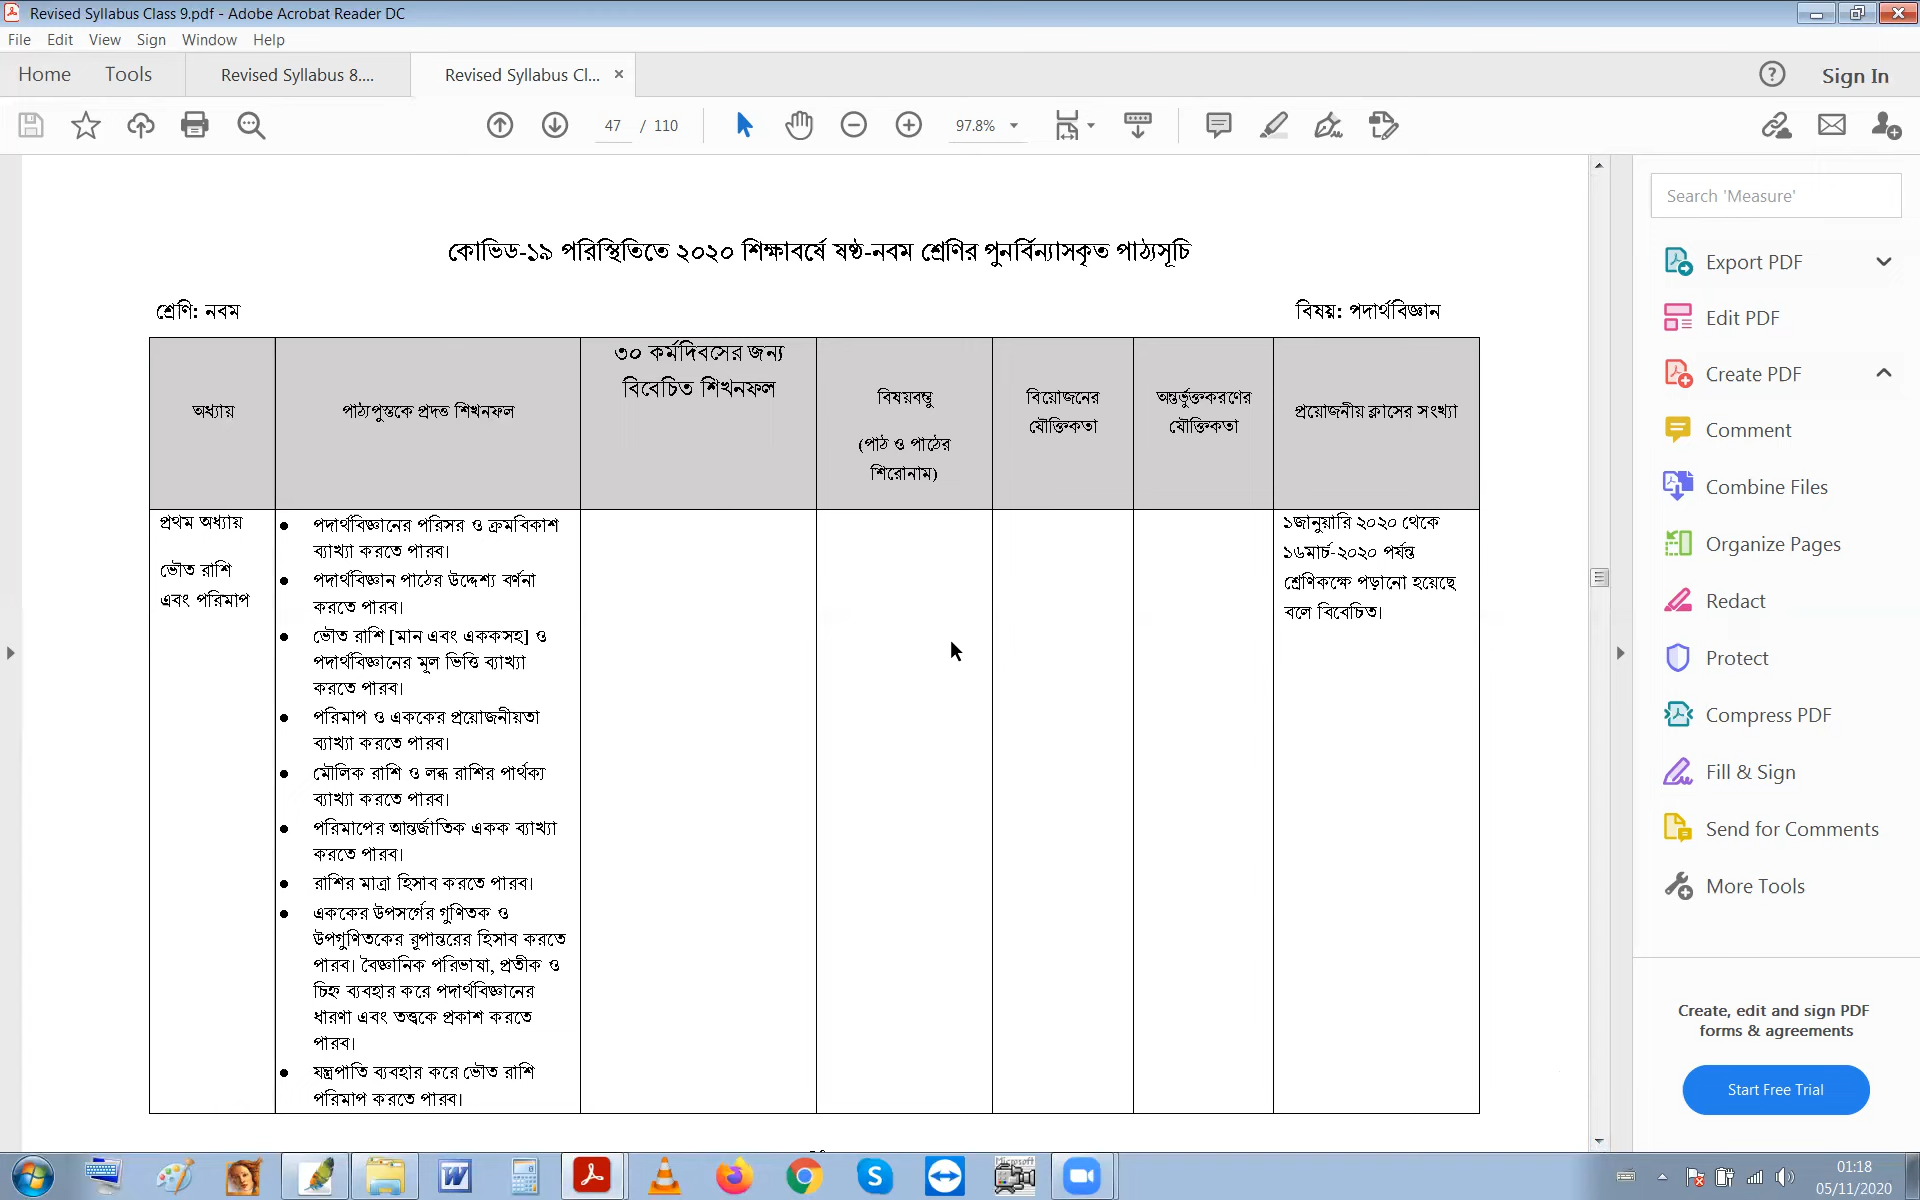 Revised Syllabus Class 9.pdf - Adobe Acrobat Reader DC
File Edit View Sign Window Help
Home Tools Revised Syllabus 8.... Revised Syllabus Cl... Sign In
47 / 110 97.8%
Search 'Measure'
কোভিড-১৯ পরিস্থিতিতে ২০২০ শিক্ষাবর্ষে ষষ্ঠ-নবম শ্রেণির পুনর্বিন্যাসকৃত পাঠ্যসূচি
শ্রেণি: নবম
বিষয়: পদার্থবিজ্ঞান
অধ্যায়
পাঠ্যপুস্তকে প্রদত্ত শিখনফল
৩০ কর্মদিবসের জন্য
বিবেচিত শিখনফল
বিষয়বস্তু
(পাঠ ও পাঠের
শিরোনাম)
বিয়োজনের
যৌক্তিকতা
অন্তর্ভুক্তকরণের
যৌক্তিকতা
প্রয়োজনীয় ক্লাসের সংখ্যা
প্রথম অধ্যায়
ভৌত রাশি
এবং পরিমাপ
● পদার্থবিজ্ঞানের পরিসর ও ক্রমবিকাশ
ব্যাখ্যা করতে পারব।
● পদার্থবিজ্ঞান পাঠের উদ্দেশ্য বর্ণনা
করতে পারব।
● ভৌত রাশি [মান এবং এককসহ] ও
পদার্থবিজ্ঞানের মূল ভিত্তি ব্যাখ্যা
করতে পারব।
● পরিমাপ ও এককের প্রয়োজনীয়তা
ব্যাখ্যা করতে পারব।
● মৌলিক রাশি ও লব্ধ রাশির পার্থক্য
ব্যাখ্যা করতে পারব।
● পরিমাপের আন্তর্জাতিক একক ব্যাখ্যা
করতে পারব।
● রাশির মাত্রা হিসাব করতে পারব।
● এককের উপসর্গের গুণিতক ও
উপগুণিতকের রূপান্তরের হিসাব করতে
পারব। বৈজ্ঞানিক পরিভাষা, প্রতীক ও
চিহ্ন ব্যবহার করে পদার্থবিজ্ঞানের
ধারণা এবং তত্ত্বকে প্রকাশ করতে
পারব।
● যন্ত্রপাতি ব্যবহার করে ভৌত রাশি
পরিমাপ করতে পারব।
১জানুয়ারি ২০২০ থেকে
১৬মার্চ-২০২০ পর্যন্ত
শ্রেণিকক্ষে পড়ানো হয়েছে
বলে বিবেচিত।
Export PDF
Edit PDF
Create PDF
Comment
Combine Files
Organize Pages
Redact
Protect
Compress PDF
Fill & Sign
Send for Comments
More Tools
Create, edit and sign PDF
forms & agreements
Start Free Trial
01:18
05/11/2020